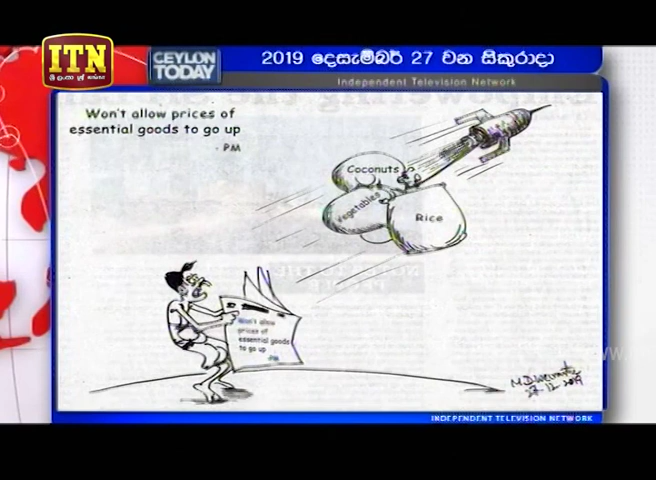 ITN
ශ්‍රී ලංකා ශ්‍රී සංඝ
CEYLON
TODAY
2019 දෙසැම්බර් 27 වන සිකුරාදා
Independent Television Network
Won't allow prices of
essential goods to go up
- PM
Coconuts
Vegetables
Rice
Won't allow
prices of
essential goods
to go up
-PM
27.12.2019
WWW
INDEPENDENT TELEVISION NETWORK